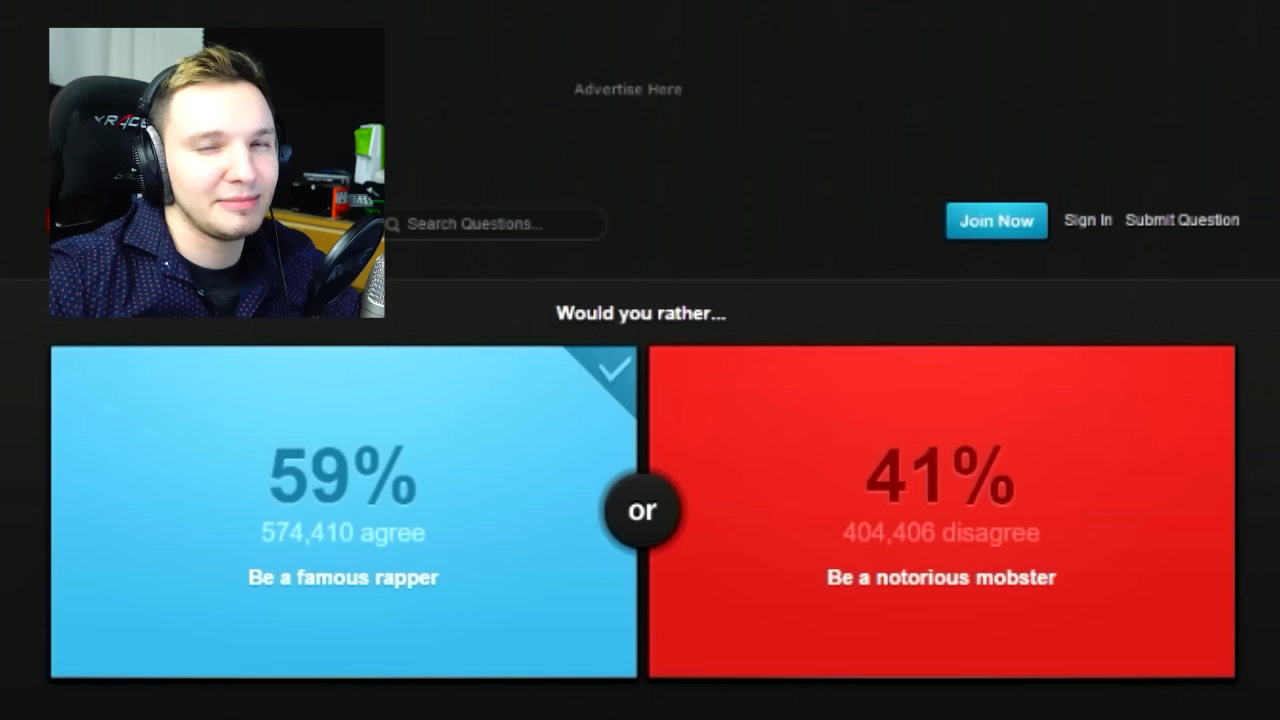 XRACE
Advertise Here
Search Questions...
Join Now
Sign In
Submit Question
Would you rather...
59%
574,410 agree
Be a famous rapper
or
41%
404,406 disagree
Be a notorious mobster